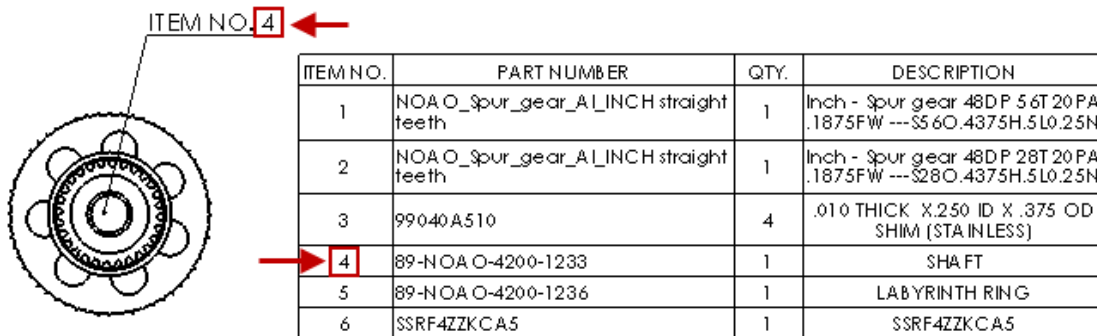 ITEM NO. 4
ITEM NO. PART NUMBER QTY. DESCRIPTION
1 NOAO_Spur_gear_AI_INCH straight teeth 1 Inch - Spur gear 48DP 56T 20PA .1875FW ---S56O.4375H.5L0.25N
2 NOAO_Spur_gear_AI_INCH straight teeth 1 Inch - Spur gear 48DP 28T 20PA .1875FW ---S28O.4375H.5L0.25N
3 99040A510 4 .010 THICK X.250 ID X .375 OD SHIM (STAINLESS)
4 89-NOAO-4200-1233 1 SHAFT
5 89-NOAO-4200-1236 1 LABYRINTH RING
6 SSRF4ZZKCA5 1 SSRF4ZZKCA5